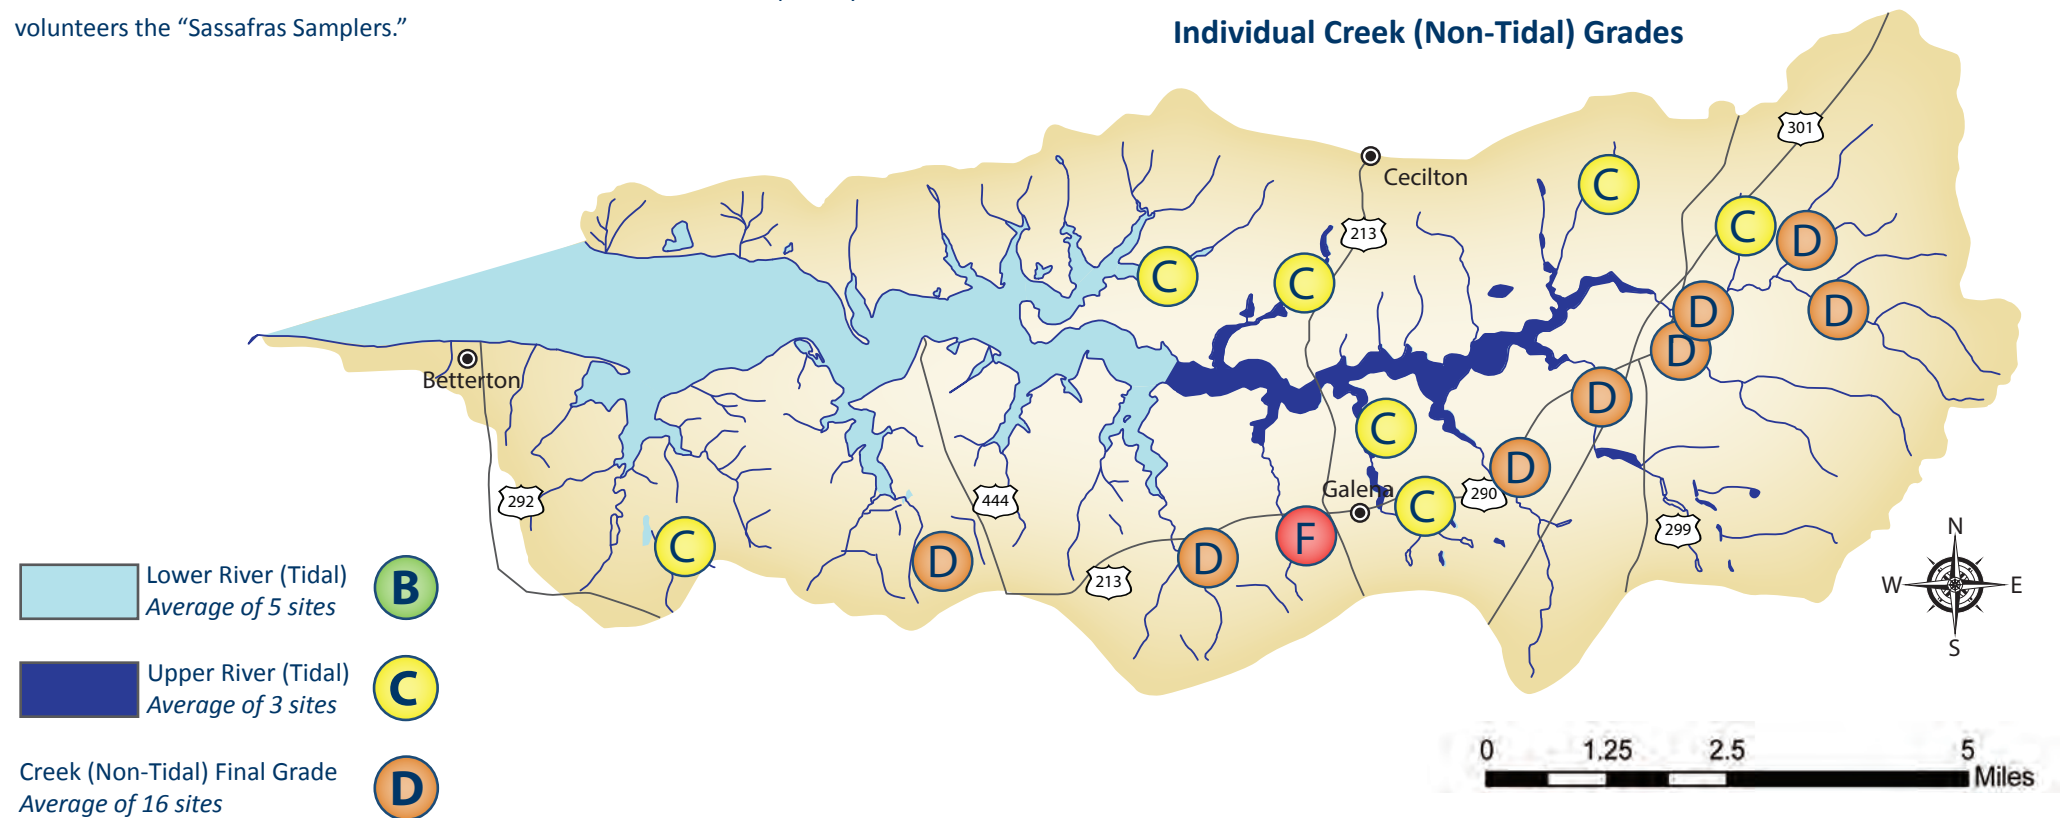 volunteers the “Sassafras Samplers.”
Individual Creek (Non-Tidal) Grades
301
Cecilton
C
C
D
213
C
C
D
D
D
Betterton
D
C
D
292
444
Galena
290
C
299
F
C
D
D
213
N
W
E
S
Lower River (Tidal)
Average of 5 sites
B
Upper River (Tidal)
Average of 3 sites
C
Creek (Non-Tidal) Final Grade
Average of 16 sites
D
0 1.25 2.5 5
Miles